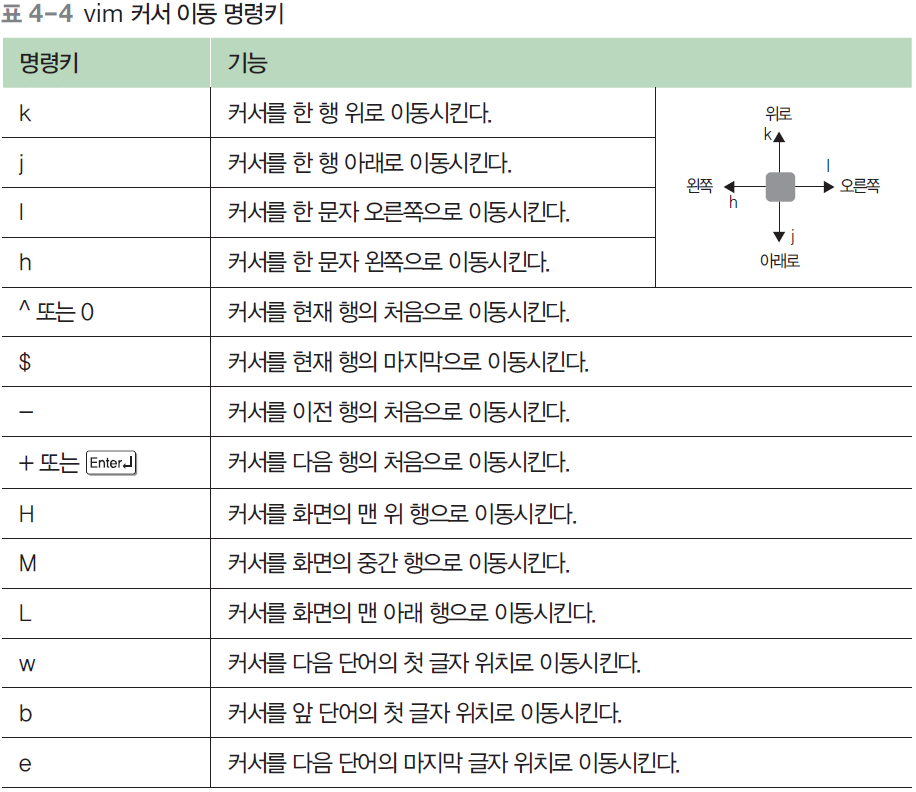 표 4-4 vim 커서 이동 명령키
명령키 기능
k 커서를 한 행 위로 이동시킨다.
j 커서를 한 행 아래로 이동시킨다.
l 커서를 한 문자 오른쪽으로 이동시킨다.
h 커서를 한 문자 왼쪽으로 이동시킨다.
위로
k
l
왼쪽 오른쪽
h
j
아래로
^ 또는 0 커서를 현재 행의 처음으로 이동시킨다.
$ 커서를 현재 행의 마지막으로 이동시킨다.
– 커서를 이전 행의 처음으로 이동시킨다.
+ 또는 Enter↲ 커서를 다음 행의 처음으로 이동시킨다.
H 커서를 화면의 맨 위 행으로 이동시킨다.
M 커서를 화면의 중간 행으로 이동시킨다.
L 커서를 화면의 맨 아래 행으로 이동시킨다.
w 커서를 다음 단어의 첫 글자 위치로 이동시킨다.
b 커서를 앞 단어의 첫 글자 위치로 이동시킨다.
e 커서를 다음 단어의 마지막 글자 위치로 이동시킨다.